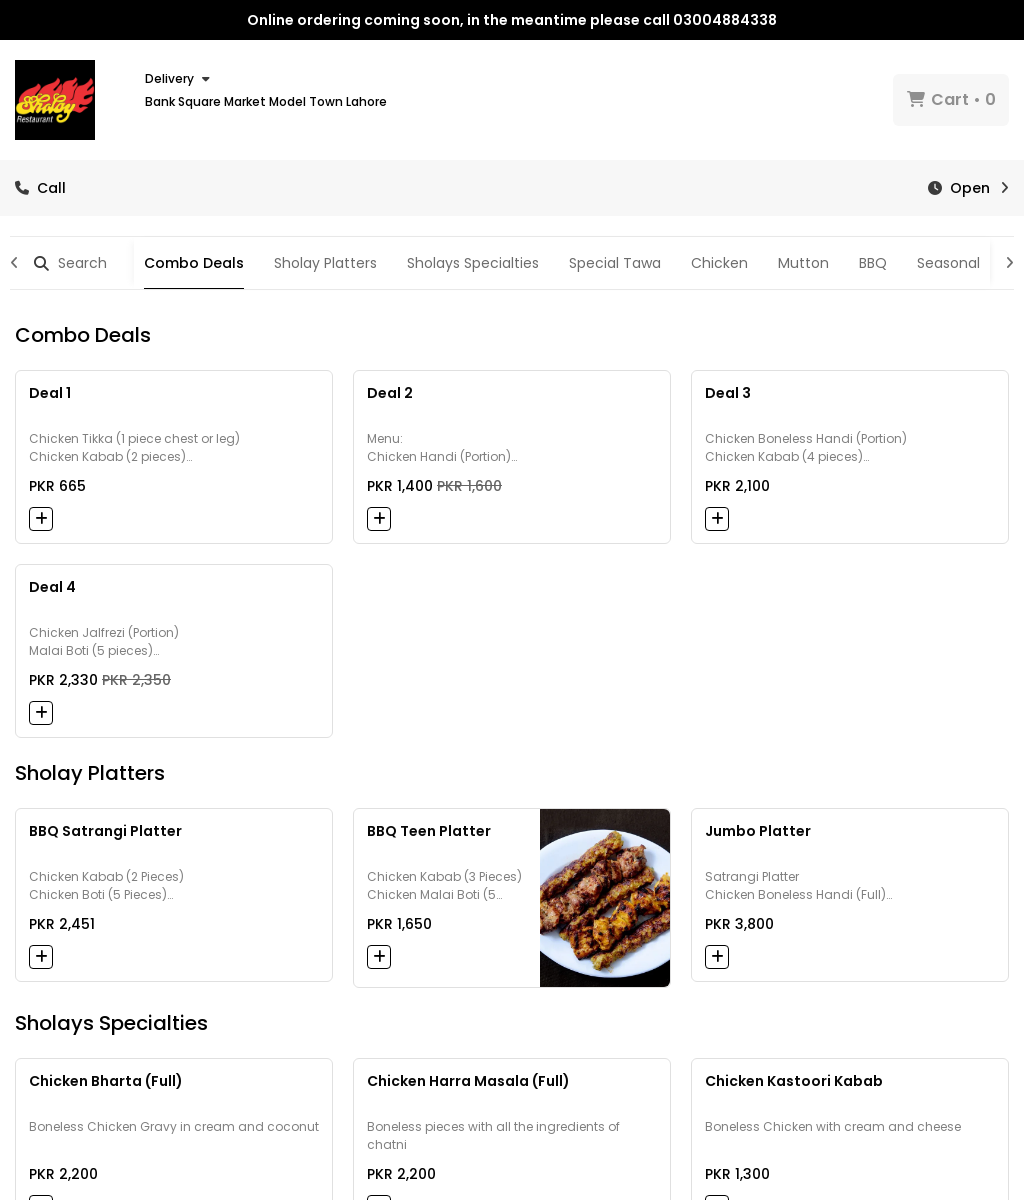 Online ordering coming soon, in the meantime please call 03004884338
Sholay
Restaurant
Delivery
Bank Square Market Model Town Lahore
Cart • 0
Call
Open
Search
Combo Deals
Sholay Platters
Sholays Specialties
Special Tawa
Chicken
Mutton
BBQ
Seasonal
Combo Deals
Deal 1
Chicken Tikka (1 piece chest or leg)
Chicken Kabab (2 pieces)...
PKR 665
Deal 2
Menu:
Chicken Handi (Portion)...
PKR 1,400 PKR 1,600
Deal 3
Chicken Boneless Handi (Portion)
Chicken Kabab (4 pieces)...
PKR 2,100
Deal 4
Chicken Jalfrezi (Portion)
Malai Boti (5 pieces)...
PKR 2,330 PKR 2,350
Sholay Platters
BBQ Satrangi Platter
Chicken Kabab (2 Pieces)
Chicken Boti (5 Pieces)...
PKR 2,451
BBQ Teen Platter
Chicken Kabab (3 Pieces)
Chicken Malai Boti (5...
PKR 1,650
Jumbo Platter
Satrangi Platter
Chicken Boneless Handi (Full)...
PKR 3,800
Sholays Specialties
Chicken Bharta (Full)
Boneless Chicken Gravy in cream and coconut
PKR 2,200
Chicken Harra Masala (Full)
Boneless pieces with all the ingredients of
chatni
PKR 2,200
Chicken Kastoori Kabab
Boneless Chicken with cream and cheese
PKR 1,300